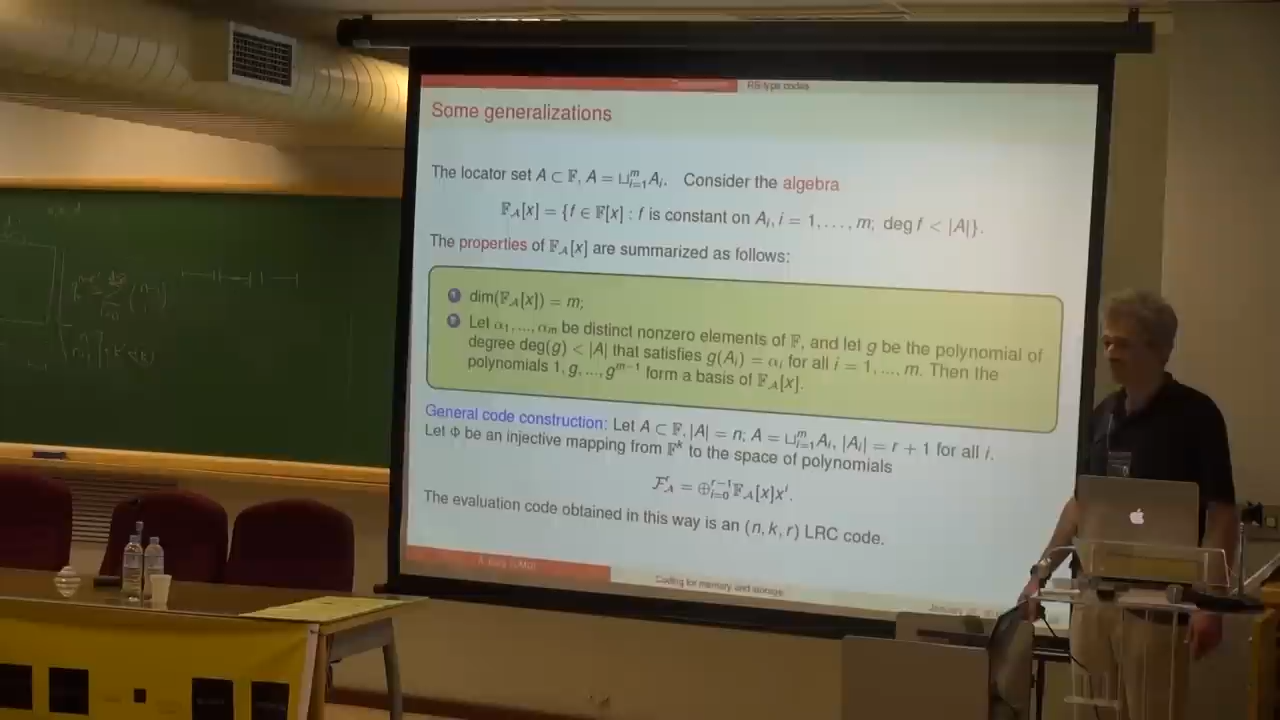 RS-type codes
Some generalizations
The locator set A ⊂ 𝔽, A = ⊔ᵢ₌₁ᵐ Aᵢ. Consider the algebra
𝔽_A[x] = {f ∈ 𝔽[x] : f is constant on Aᵢ, i = 1, . . . , m; deg f < |A|}.
The properties of 𝔽_A[x] are summarized as follows:
1 dim(𝔽_A[x]) = m;
2 Let α₁, ..., αₘ be distinct nonzero elements of 𝔽, and let g be the polynomial of
degree deg(g) < |A| that satisfies g(Aᵢ) = αᵢ for all i = 1, . . . , m. Then the
polynomials 1, g, ..., gᵐ⁻¹ form a basis of 𝔽_A[x].
General code construction: Let A ⊂ 𝔽, |A| = n; A = ⊔ᵢ₌₁ᵐ Aᵢ, |Aᵢ| = r + 1 for all i.
Let Φ be an injective mapping from 𝔽ᵏ to the space of polynomials
ℱ_Aʳ = ⊕ᵢ₌₀ʳ⁻¹ 𝔽_A[x]xⁱ.
The evaluation code obtained in this way is an (n, k, r) LRC code.
Coding for memory and storage
January